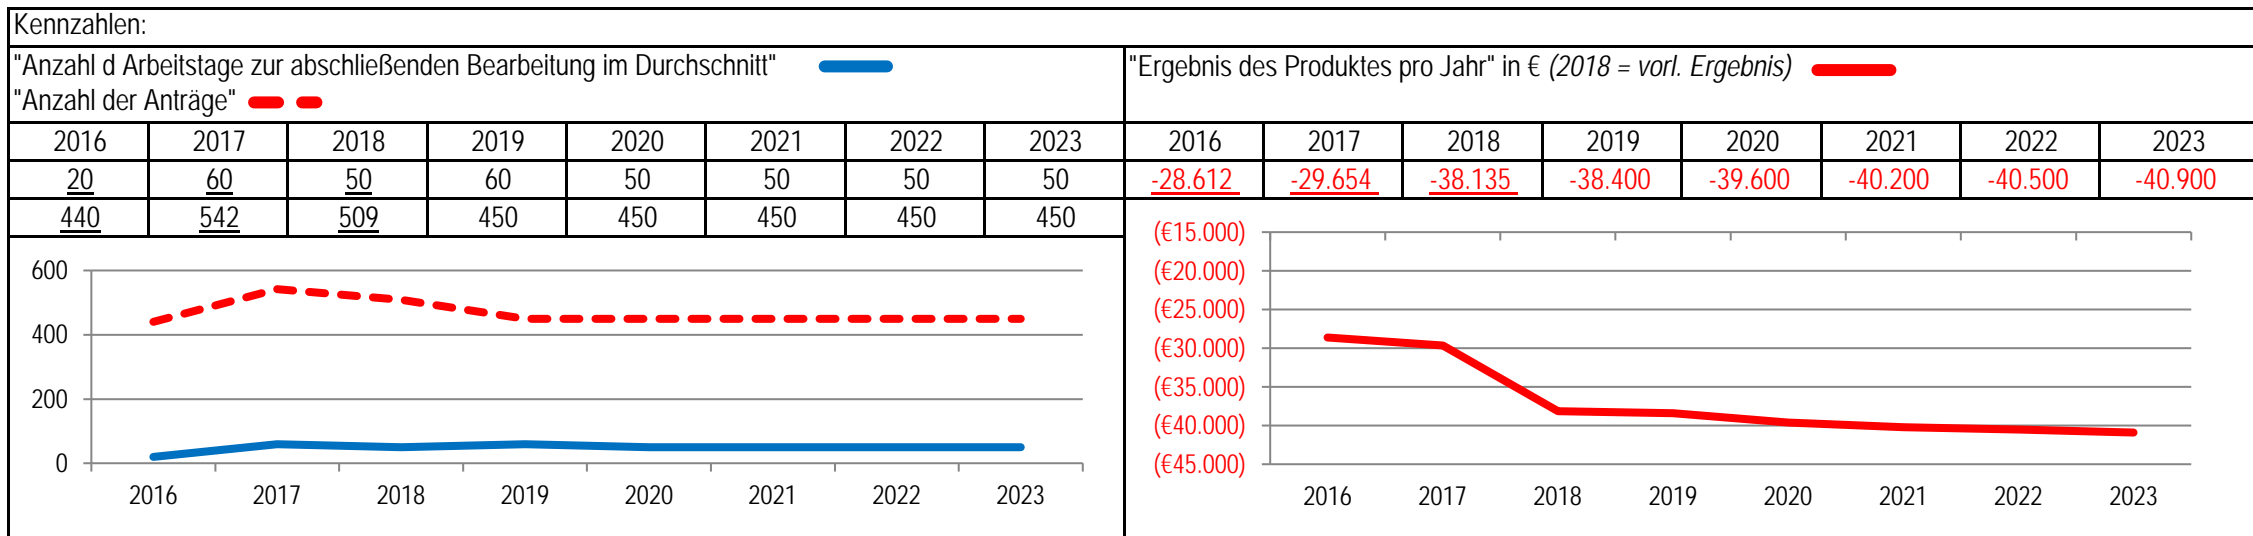 Kennzahlen:
"Anzahl d Arbeitstage zur abschließenden Bearbeitung im Durchschnitt"
"Anzahl der Anträge"
2016 2017 2018 2019 2020 2021 2022 2023
20 60 50 60 50 50 50 50
440 542 509 450 450 450 450 450
600
400
200
0
2016 2017 2018 2019 2020 2021 2022 2023
"Ergebnis des Produktes pro Jahr" in € (2018 = vorl. Ergebnis)
2016 2017 2018 2019 2020 2021 2022 2023
-28.612 -29.654 -38.135 -38.400 -39.600 -40.200 -40.500 -40.900
(€15.000)
(€20.000)
(€25.000)
(€30.000)
(€35.000)
(€40.000)
(€45.000)
2016 2017 2018 2019 2020 2021 2022 2023